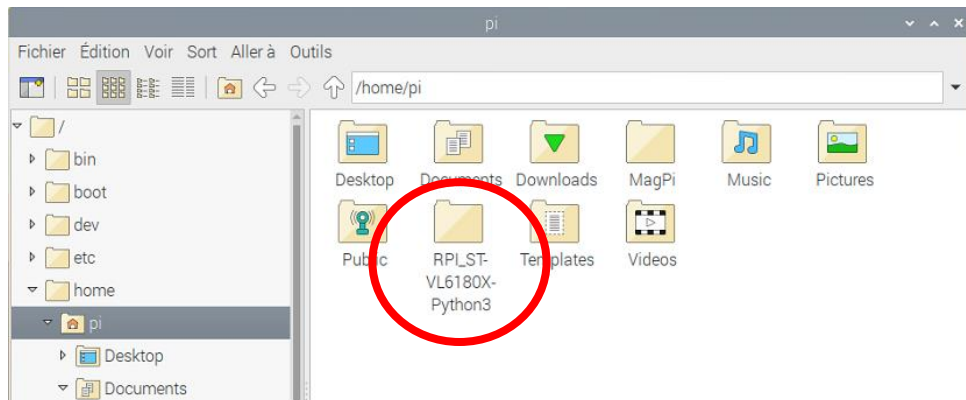 pi
Fichier Édition Voir Sort Aller à Outils
/home/pi
/
bin
boot
dev
etc
home
pi
Desktop
Documents
Desktop Documents Downloads MagPi Music Pictures
Public RPI_ST- Templates Videos
VL6180X-
Python3